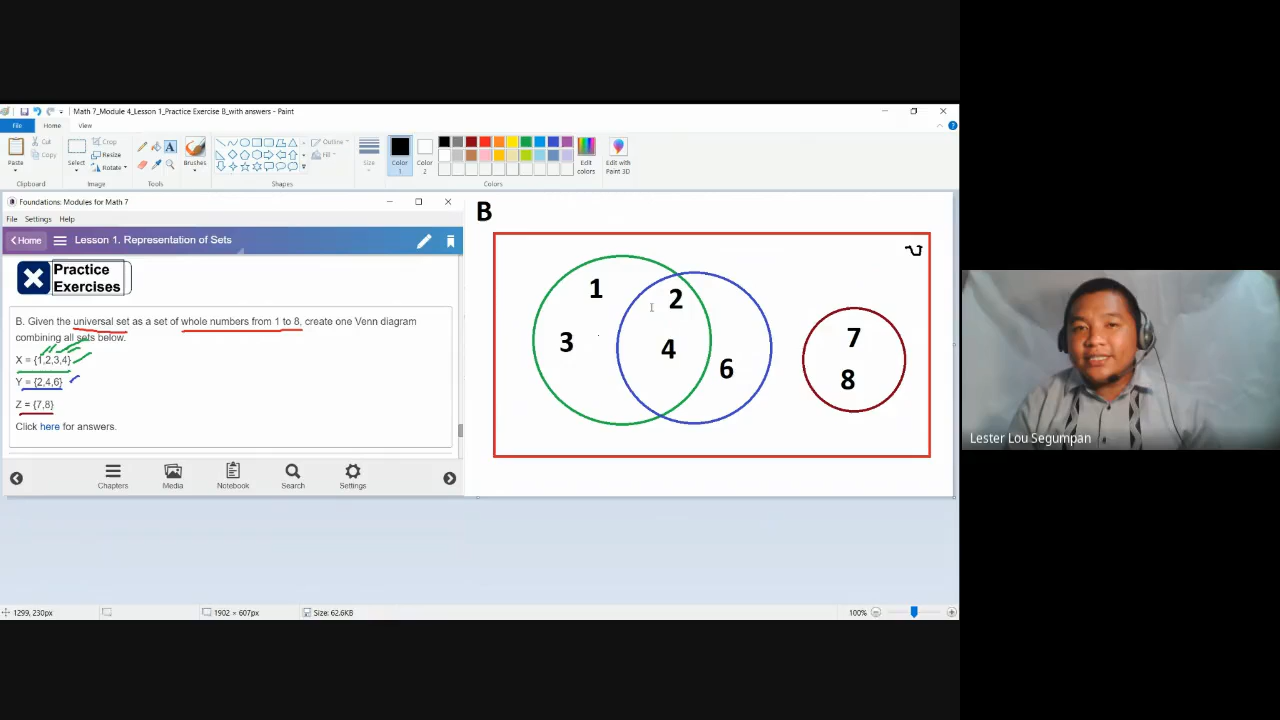 Math 7_Module 4_Lesson 1_Practice Exercise B_with answers - Paint
File Home View
Paste
Cut
Copy
Clipboard
Select
Crop
Resize
Rotate
Image
Tools
Brushes
Shapes
Outline
Fill
Size
Color 1
Color 2
Colors
Edit colors
Edit with Paint 3D
Foundations: Modules for Math 7
File Settings Help
Home
Lesson 1. Representation of Sets
Practice
Exercises
B. Given the universal set as a set of whole numbers from 1 to 8, create one Venn diagram
combining all sets below.
X = {1,2,3,4}
Y = {2,4,6}
Z = {7,8}
Click here for answers.
Chapters
Media
Notebook
Search
Settings
B
1
2
3
4
6
7
8
Lester Lou Segumpan
1299, 230px
1902 × 607px
Size: 62.6KB
100%